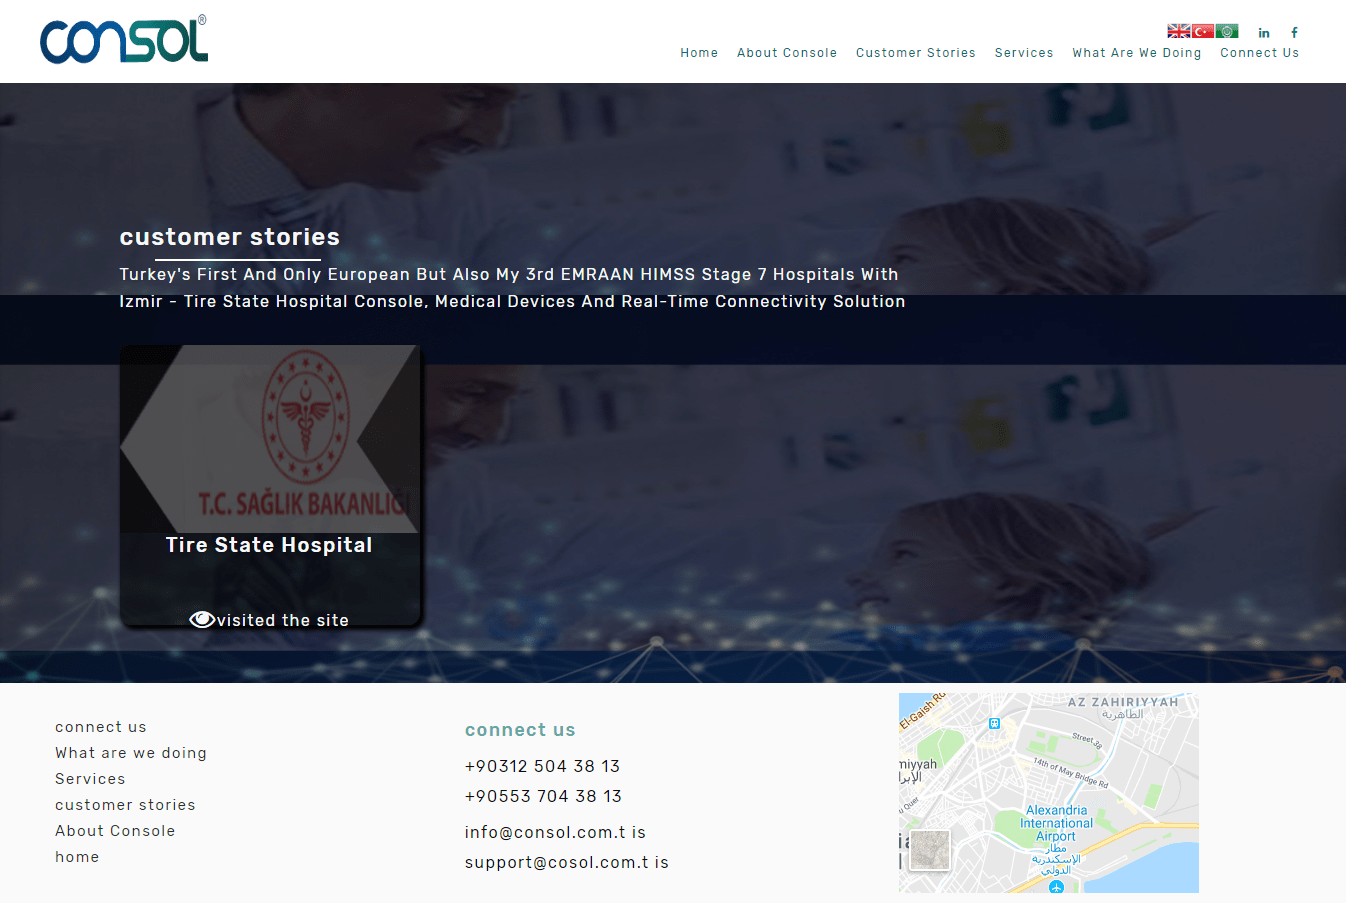 consol®
Home About Console Customer Stories Services What Are We Doing Connect Us
customer stories
Turkey's First And Only European But Also My 3rd EMRAAN HIMSS Stage 7 Hospitals With
Izmir - Tire State Hospital Console, Medical Devices And Real-Time Connectivity Solution
T.C. SAĞLIK BAKANLIĞI
Tire State Hospital
visited the site
connect us
What are we doing
Services
customer stories
About Console
home
connect us
+90312 504 38 13
+90553 704 38 13
info@consol.com.t is
support@cosol.com.t is
El-Gaish Rd
AZ ZAHIRIYYAH
الظاهرية
Street 38
miyyah
14th of May Bridge Rd
Alexandria
International
Airport
مطار
الإسكندرية
الدولي